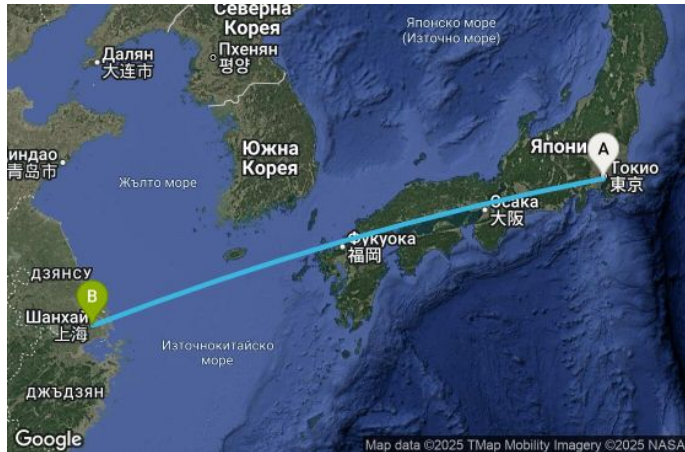 Северна
Корея
Японско море
(Източно море)
Далян
大连市
Пхенян
평양
Южна
Корея
Япони
A
Токио
東京
индао
青岛市
Жълто море
Осака
大阪
Фукуока
福岡
ДЗЯНСУ
B
Шанхай
上海
Източнокитайско
море
ДЖЪДЗЯН
Google
Map data ©2025 TMap Mobility Imagery ©2025 NASA